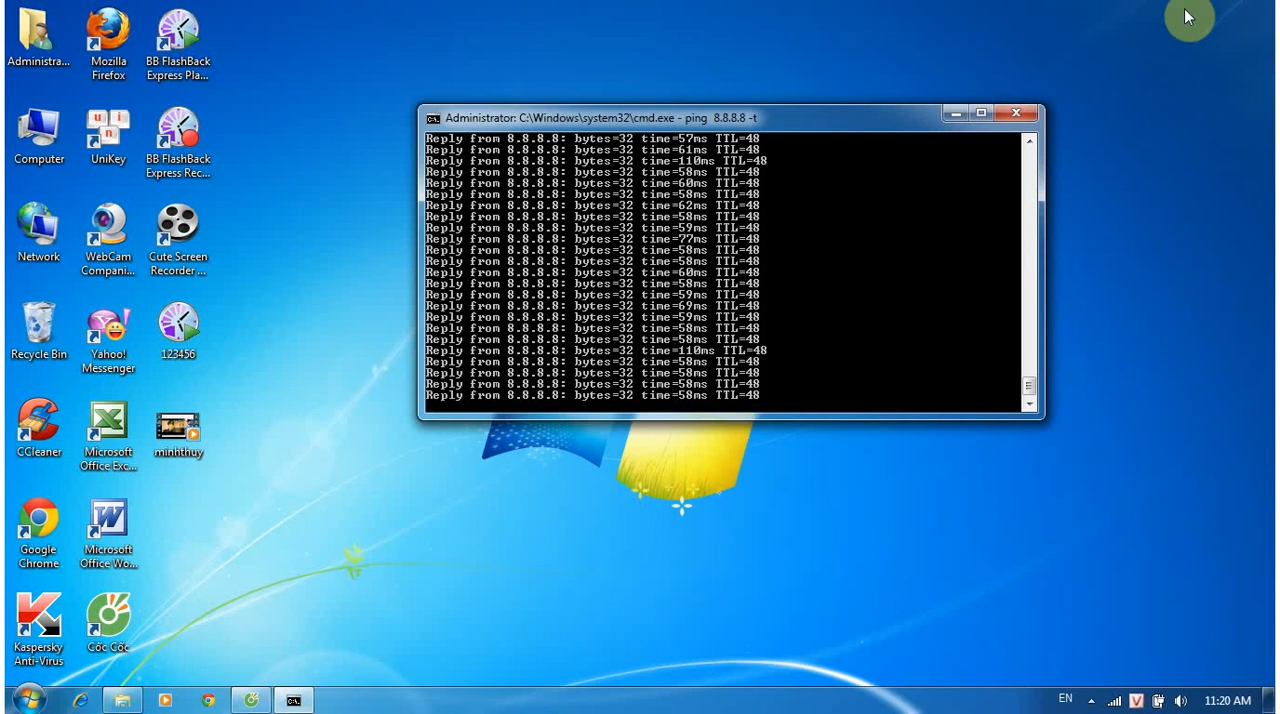 Administra...
Mozilla
Firefox
BB FlashBack
Express Pla...
Computer
UniKey
BB FlashBack
Express Rec...
Network
WebCam
Compani...
Cute Screen
Recorder ...
Recycle Bin
Yahoo!
Messenger
123456
CCleaner
Microsoft
Office Exc...
minhthuy
Google
Chrome
Microsoft
Office Wo...
Kaspersky
Anti-Virus
Cốc Cốc
Administrator: C:\Windows\system32\cmd.exe - ping 8.8.8.8 -t
Reply from 8.8.8.8: bytes=32 time=57ms TTL=48
Reply from 8.8.8.8: bytes=32 time=61ms TTL=48
Reply from 8.8.8.8: bytes=32 time=110ms TTL=48
Reply from 8.8.8.8: bytes=32 time=58ms TTL=48
Reply from 8.8.8.8: bytes=32 time=60ms TTL=48
Reply from 8.8.8.8: bytes=32 time=58ms TTL=48
Reply from 8.8.8.8: bytes=32 time=62ms TTL=48
Reply from 8.8.8.8: bytes=32 time=58ms TTL=48
Reply from 8.8.8.8: bytes=32 time=59ms TTL=48
Reply from 8.8.8.8: bytes=32 time=77ms TTL=48
Reply from 8.8.8.8: bytes=32 time=58ms TTL=48
Reply from 8.8.8.8: bytes=32 time=58ms TTL=48
Reply from 8.8.8.8: bytes=32 time=60ms TTL=48
Reply from 8.8.8.8: bytes=32 time=58ms TTL=48
Reply from 8.8.8.8: bytes=32 time=59ms TTL=48
Reply from 8.8.8.8: bytes=32 time=69ms TTL=48
Reply from 8.8.8.8: bytes=32 time=59ms TTL=48
Reply from 8.8.8.8: bytes=32 time=58ms TTL=48
Reply from 8.8.8.8: bytes=32 time=58ms TTL=48
Reply from 8.8.8.8: bytes=32 time=110ms TTL=48
Reply from 8.8.8.8: bytes=32 time=58ms TTL=48
Reply from 8.8.8.8: bytes=32 time=58ms TTL=48
Reply from 8.8.8.8: bytes=32 time=58ms TTL=48
Reply from 8.8.8.8: bytes=32 time=58ms TTL=48
EN
V
11:20 AM